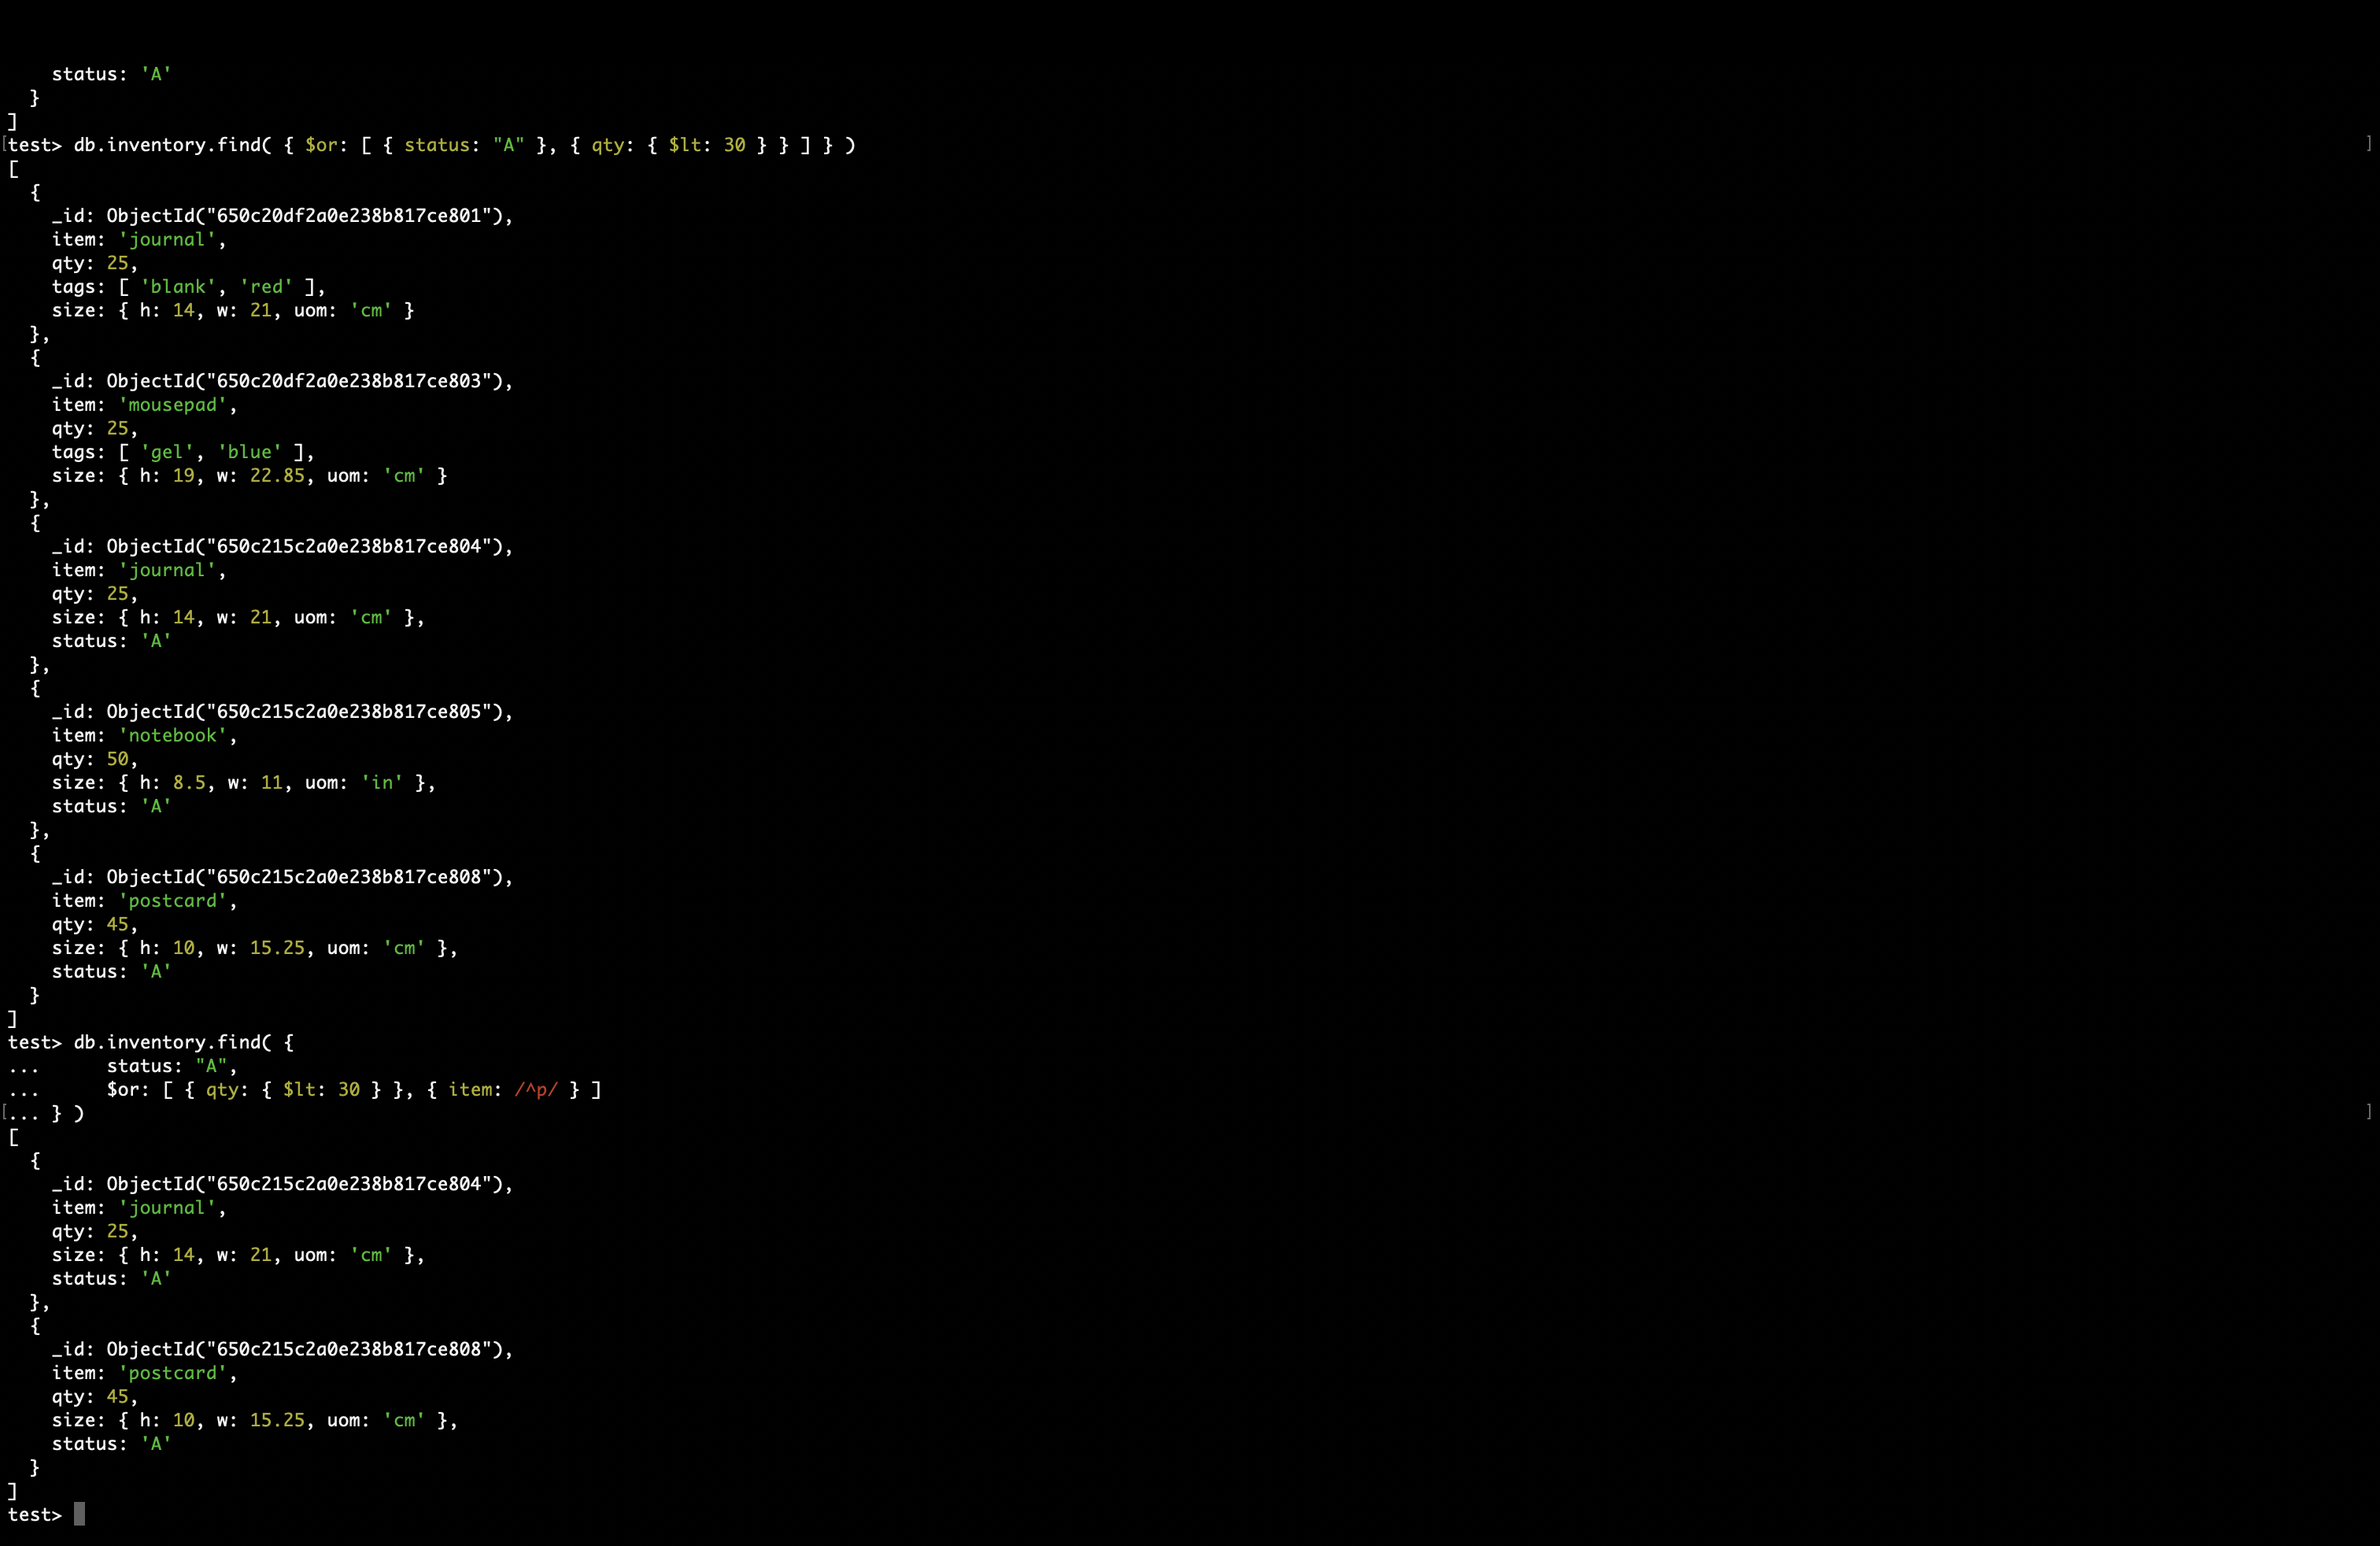 status: 'A'
  }
]
[test> db.inventory.find( { $or: [ { status: "A" }, { qty: { $lt: 30 } } ] } ) ]
[
  {
    _id: ObjectId("650c20df2a0e238b817ce801"),
    item: 'journal',
    qty: 25,
    tags: [ 'blank', 'red' ],
    size: { h: 14, w: 21, uom: 'cm' }
  },
  {
    _id: ObjectId("650c20df2a0e238b817ce803"),
    item: 'mousepad',
    qty: 25,
    tags: [ 'gel', 'blue' ],
    size: { h: 19, w: 22.85, uom: 'cm' }
  },
  {
    _id: ObjectId("650c215c2a0e238b817ce804"),
    item: 'journal',
    qty: 25,
    size: { h: 14, w: 21, uom: 'cm' },
    status: 'A'
  },
  {
    _id: ObjectId("650c215c2a0e238b817ce805"),
    item: 'notebook',
    qty: 50,
    size: { h: 8.5, w: 11, uom: 'in' },
    status: 'A'
  },
  {
    _id: ObjectId("650c215c2a0e238b817ce808"),
    item: 'postcard',
    qty: 45,
    size: { h: 10, w: 15.25, uom: 'cm' },
    status: 'A'
  }
]
test> db.inventory.find( {
...      status: "A",
...      $or: [ { qty: { $lt: 30 } }, { item: /^p/ } ]
[... } ) ]
[
  {
    _id: ObjectId("650c215c2a0e238b817ce804"),
    item: 'journal',
    qty: 25,
    size: { h: 14, w: 21, uom: 'cm' },
    status: 'A'
  },
  {
    _id: ObjectId("650c215c2a0e238b817ce808"),
    item: 'postcard',
    qty: 45,
    size: { h: 10, w: 15.25, uom: 'cm' },
    status: 'A'
  }
]
test>